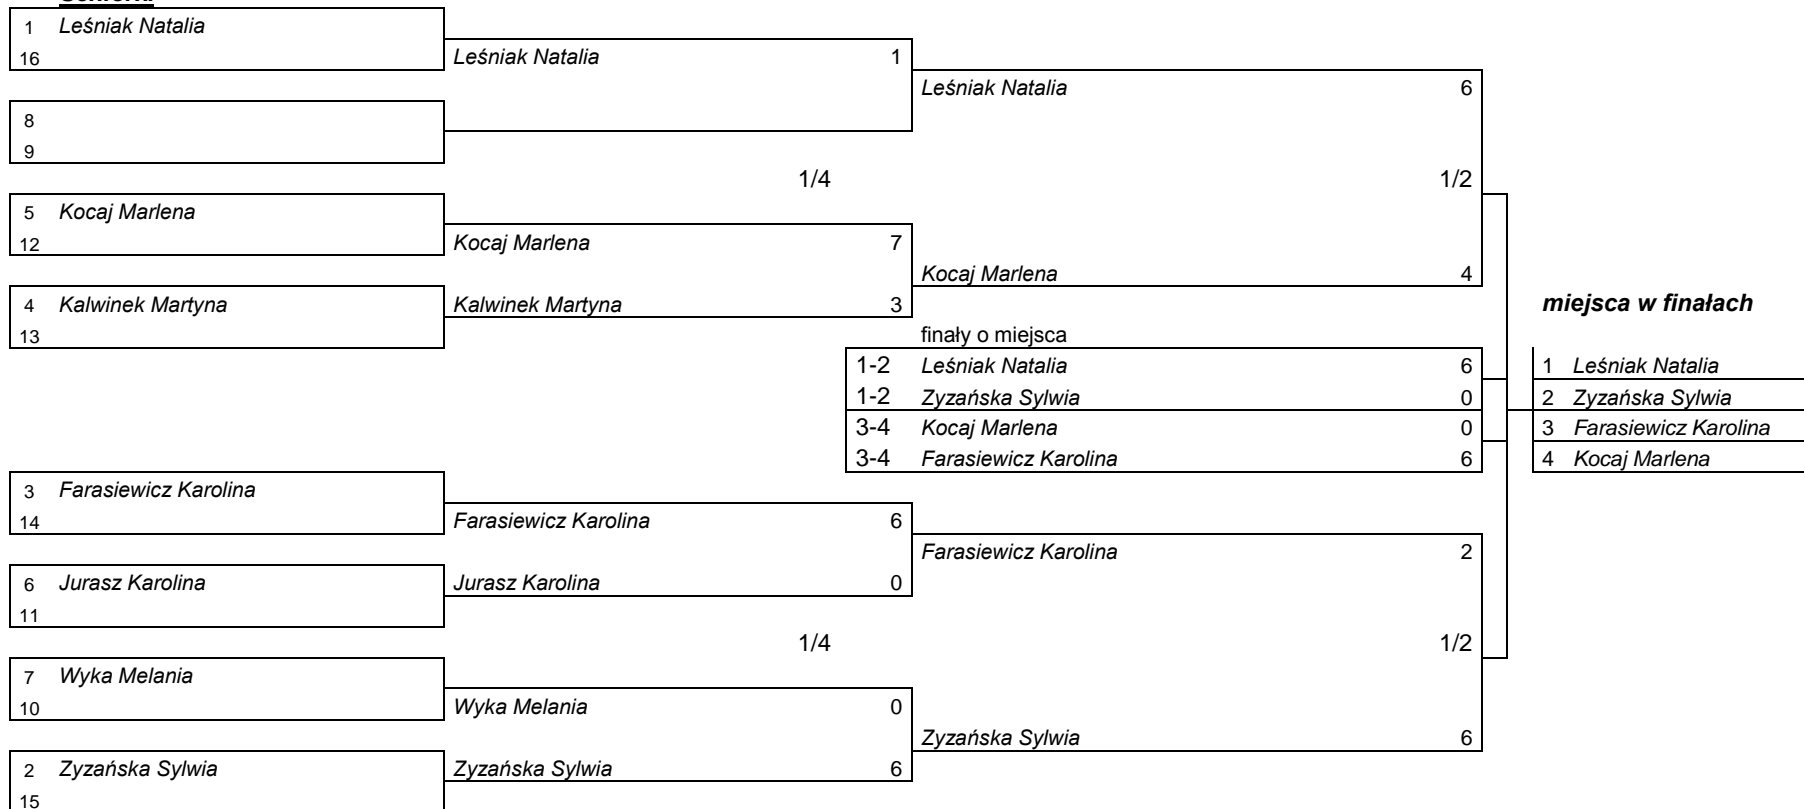 1 Leśniak Natalia
16
Leśniak Natalia 1
Leśniak Natalia 6
8
9
1/4 1/2
5 Kocaj Marlena
12
Kocaj Marlena 7
Kocaj Marlena 4
4 Kalwinek Martyna
Kalwinek Martyna 3
13
miejsca w finałach
finały o miejsca
1-2 Leśniak Natalia 6
1 Leśniak Natalia
1-2 Zyzańska Sylwia 0
2 Zyzańska Sylwia
3-4 Kocaj Marlena 0
3 Farasiewicz Karolina
3-4 Farasiewicz Karolina 6
4 Kocaj Marlena
3 Farasiewicz Karolina
14
Farasiewicz Karolina 6
Farasiewicz Karolina 2
6 Jurasz Karolina
Jurasz Karolina 0
11
1/4 1/2
7 Wyka Melania
10
Wyka Melania 0
Zyzańska Sylwia 6
2 Zyzańska Sylwia
Zyzańska Sylwia 6
15